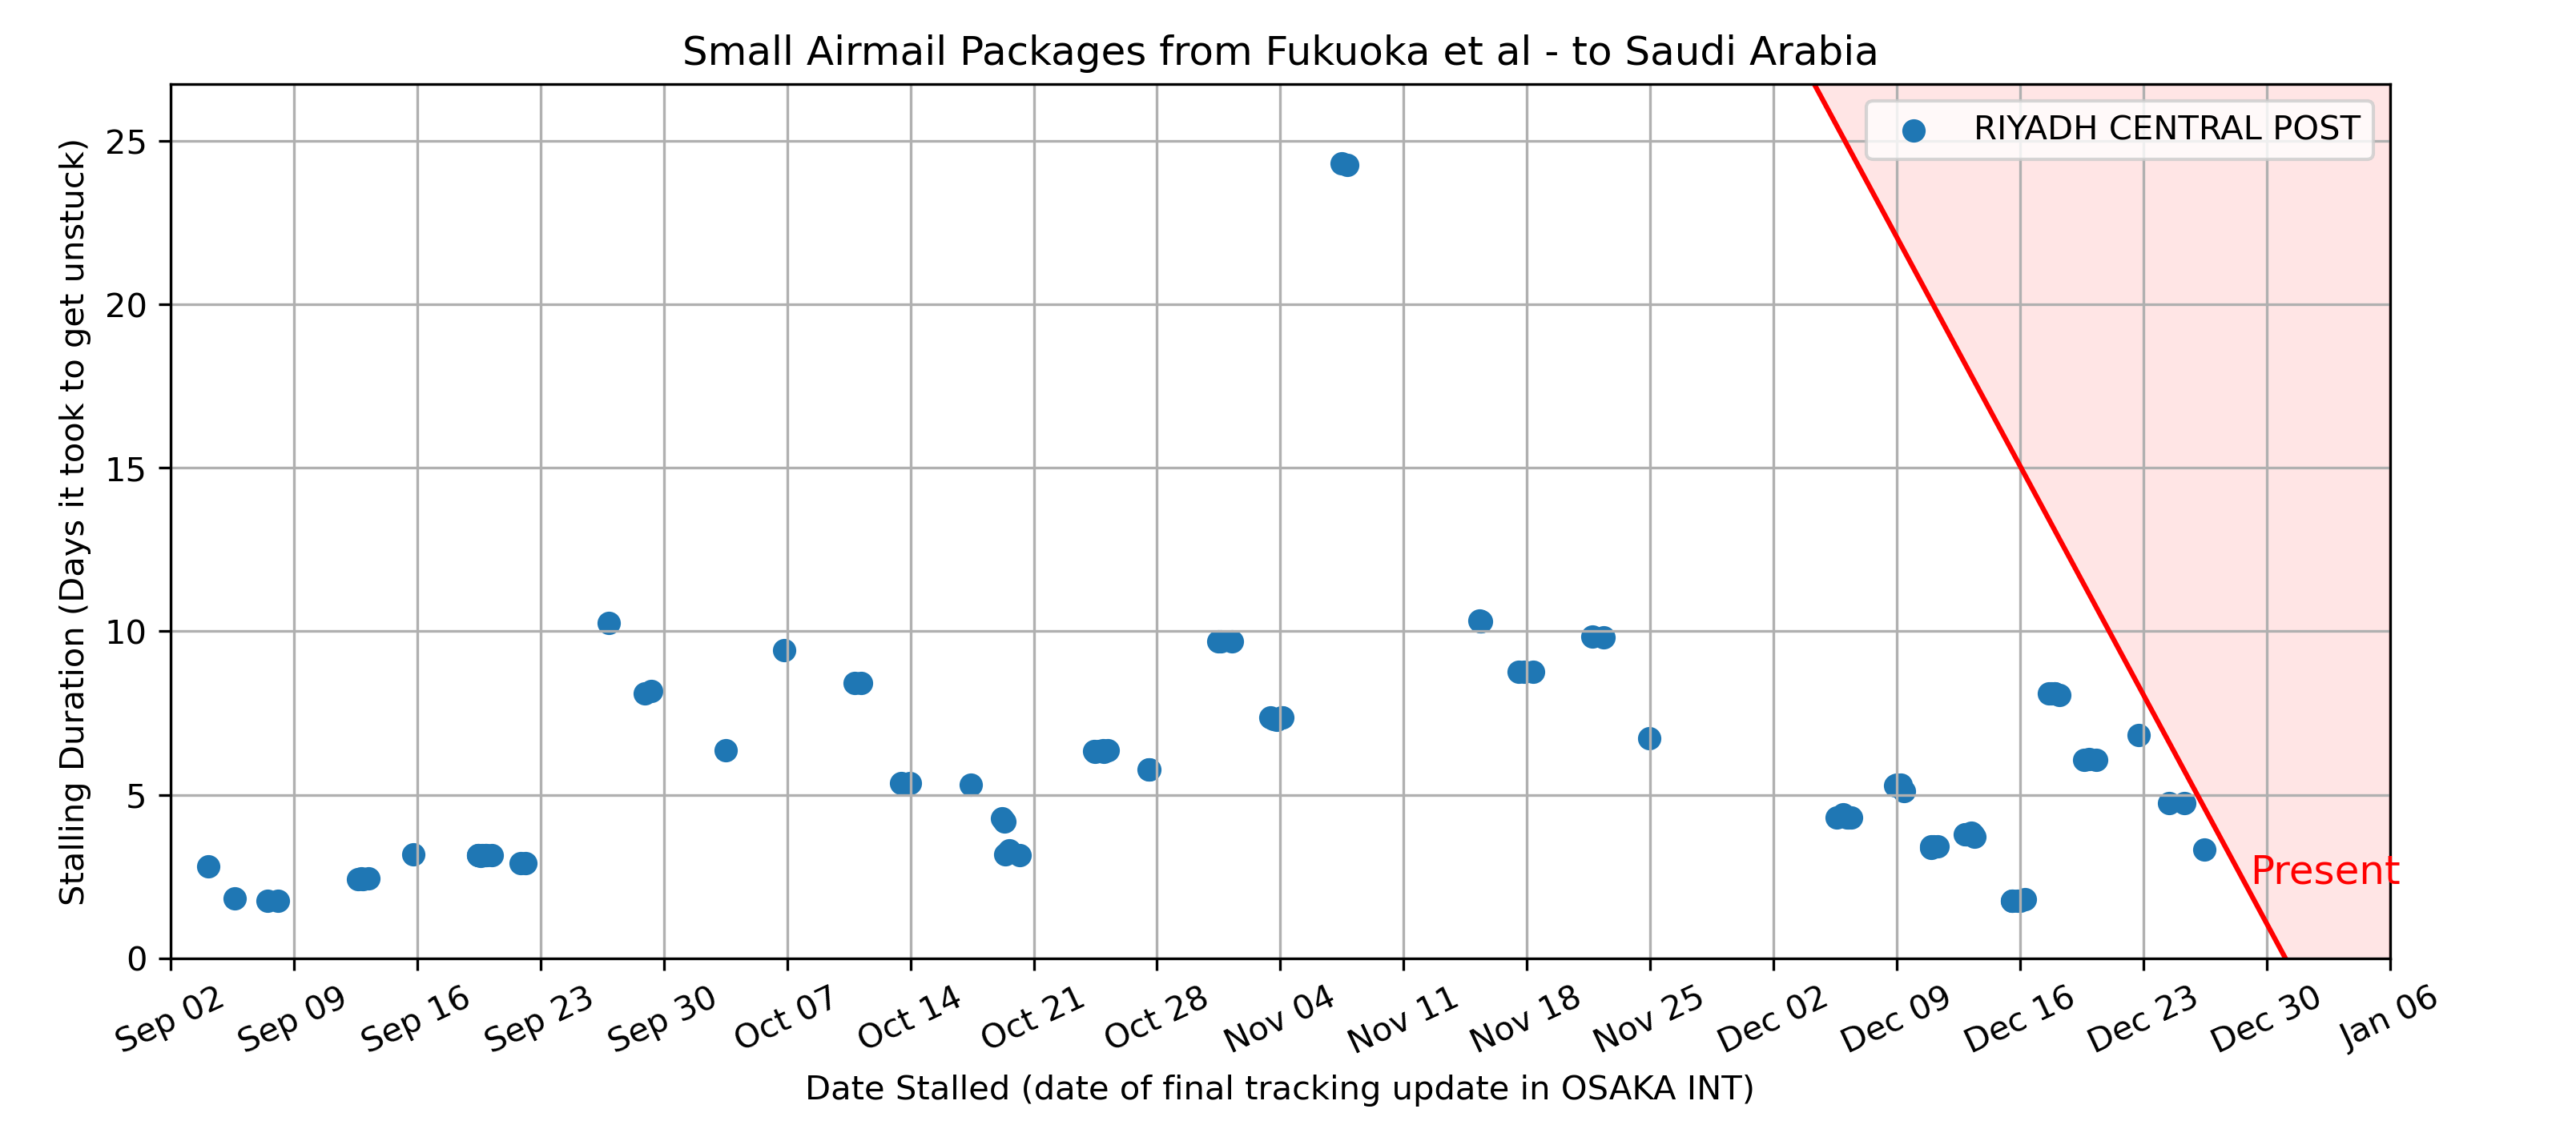 Small Airmail Packages from Fukuoka et al - to Saudi Arabia
RIYADH CENTRAL POST
Stalling Duration (Days it took to get unstuck)
25
20
15
10
5
0
Present
Sep 02
Sep 09
Sep 16
Sep 23
Sep 30
Oct 07
Oct 14
Oct 21
Oct 28
Nov 04
Nov 11
Nov 18
Nov 25
Dec 02
Dec 09
Dec 16
Dec 23
Dec 30
Jan 06
Date Stalled (date of final tracking update in OSAKA INT)